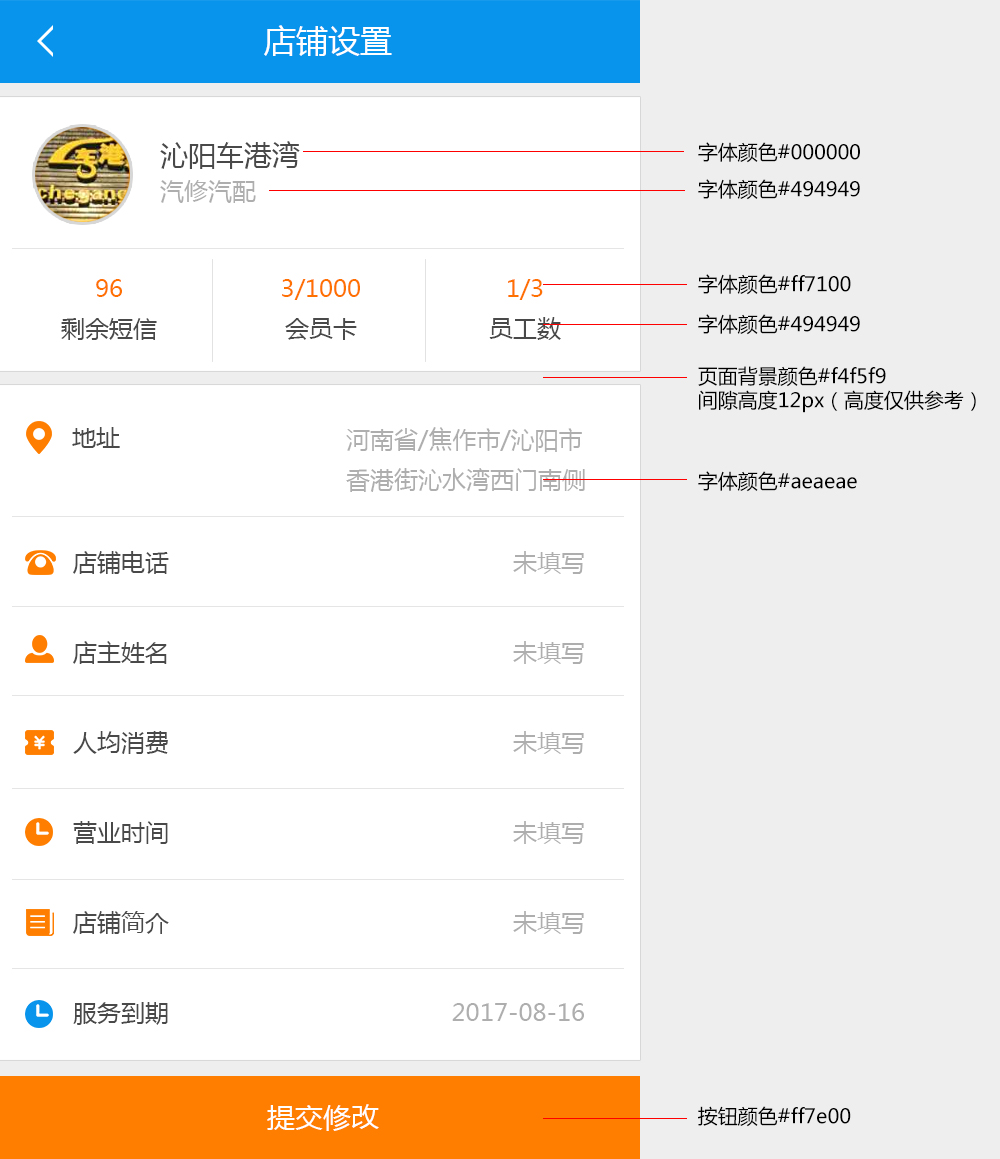 店铺设置
车港
chegang
沁阳车港湾
字体颜色#000000
汽修汽配
字体颜色#494949
96
3/1000
1/3
字体颜色#ff7100
剩余短信
会员卡
员工数
字体颜色#494949
页面背景颜色#f4f5f9
间隙高度12px（高度仅供参考）
地址
河南省/焦作市/沁阳市
香港街沁水湾西门南侧
字体颜色#aeaeae
店铺电话
未填写
店主姓名
未填写
¥
人均消费
未填写
营业时间
未填写
店铺简介
未填写
服务到期
2017-08-16
提交修改
按钮颜色#ff7e00